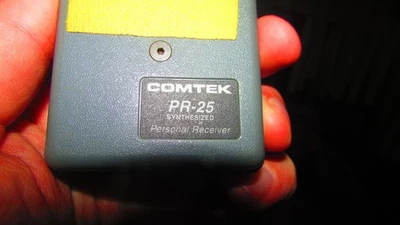 COMTEK
PR-25
SYNTHESIZED
Personal Receiver